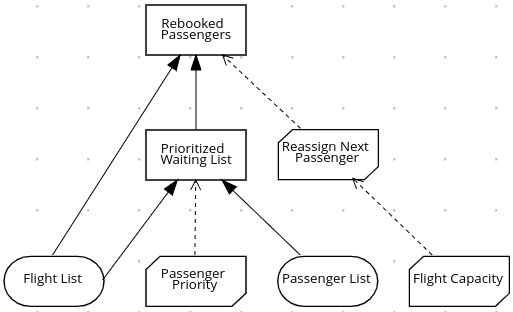 Rebooked
Passengers
Prioritized
Waiting List
Reassign Next
Passenger
Flight List
Passenger
Priority
Passenger List
Flight Capacity